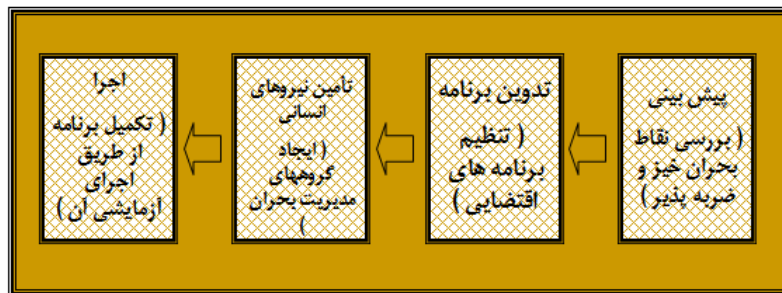 پیش بینی
( بررسی نقاط
بحران خیز و
ضربه پذیر )
تدوین برنامه
( تنظیم
برنامه های
اقتضایی )
تأمین نیروهای
انسانی
( ایجاد
گروههای
مدیریت بحران
)
اجرا
( تکمیل برنامه
از طریق
اجرای
آزمایشی آن )